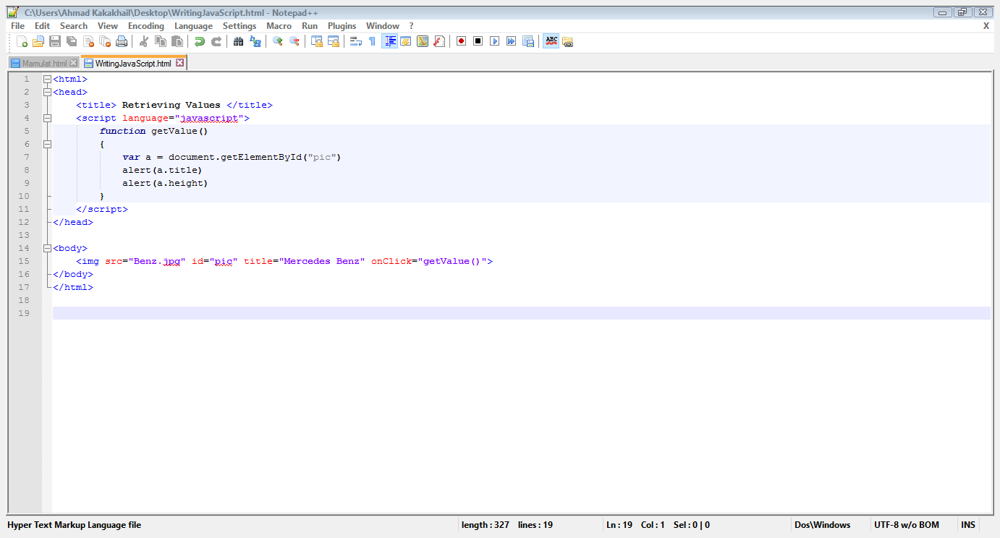 C:\Users\Ahmad Kakakhail\Desktop\WritingJavaScript.html - Notepad++
File Edit Search View Encoding Language Settings Macro Run Plugins Window ? X
ABC
Mamulat.html WritingJavaScript.html
1 <html>
2 <head>
3 <title> Retrieving Values </title>
4 <script language="javascript">
5 function getValue()
6 {
7 var a = document.getElementById("pic")
8 alert(a.title)
9 alert(a.height)
10 }
11 </script>
12 </head>
13
14 <body>
15 <img src="Benz.jpg" id="pic" title="Mercedes Benz" onClick="getValue()">
16 </body>
17 </html>
18
19
Hyper Text Markup Language file length : 327 lines : 19 Ln : 19 Col : 1 Sel : 0 | 0 Dos\Windows UTF-8 w/o BOM INS